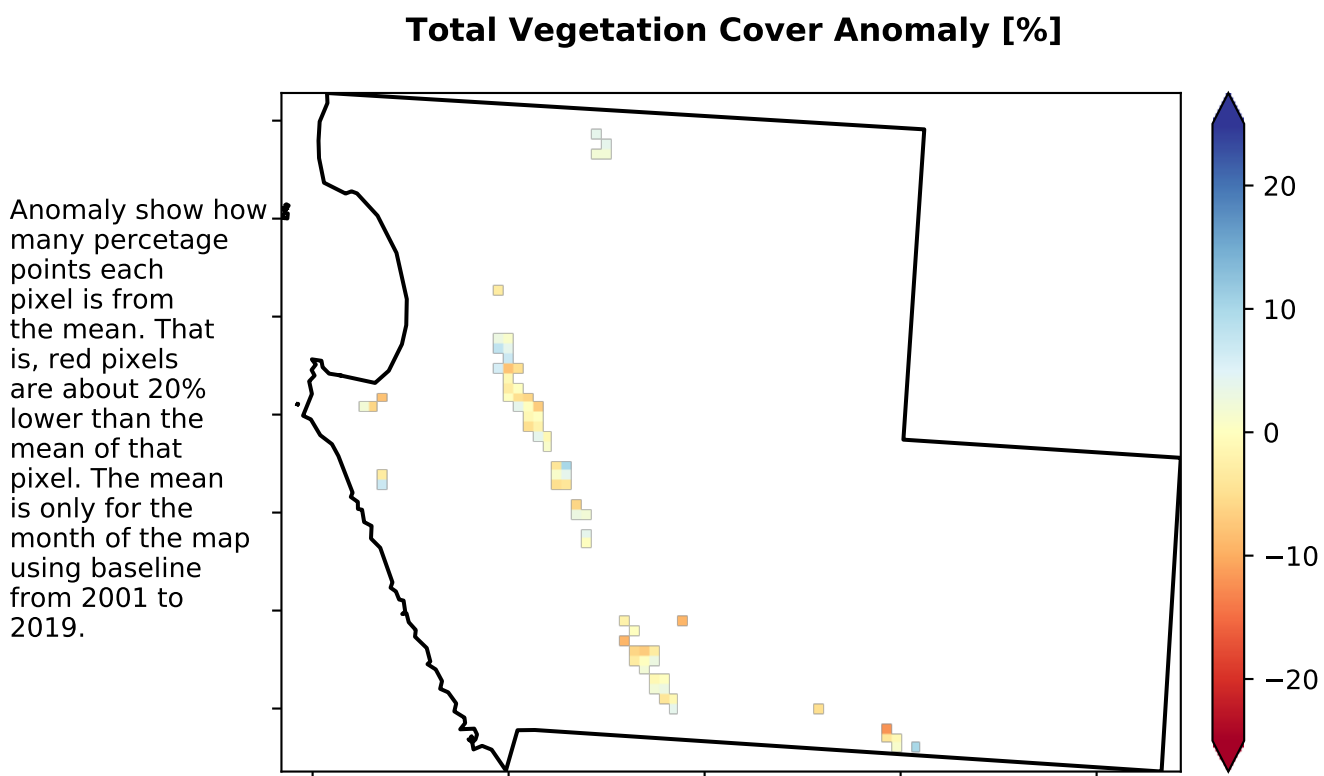 Total Vegetation Cover Anomaly [%]
Anomaly show how
many percetage
points each
pixel is from
the mean. That
is, red pixels
are about 20%
lower than the
mean of that
pixel. The mean
is only for the
month of the map
using baseline
from 2001 to
2019.
20
10
0
−10
−20